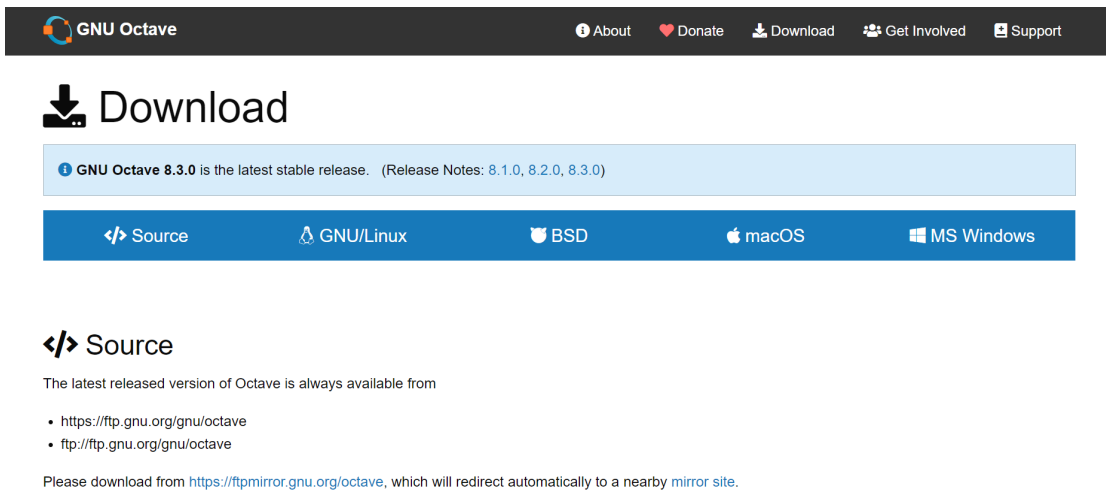 GNU Octave About Donate Download Get Involved Support
Download
GNU Octave 8.3.0 is the latest stable release. (Release Notes: 8.1.0, 8.2.0, 8.3.0)
</> Source GNU/Linux BSD macOS MS Windows
</> Source
The latest released version of Octave is always available from
• https://ftp.gnu.org/gnu/octave
• ftp://ftp.gnu.org/gnu/octave
Please download from https://ftpmirror.gnu.org/octave, which will redirect automatically to a nearby mirror site.